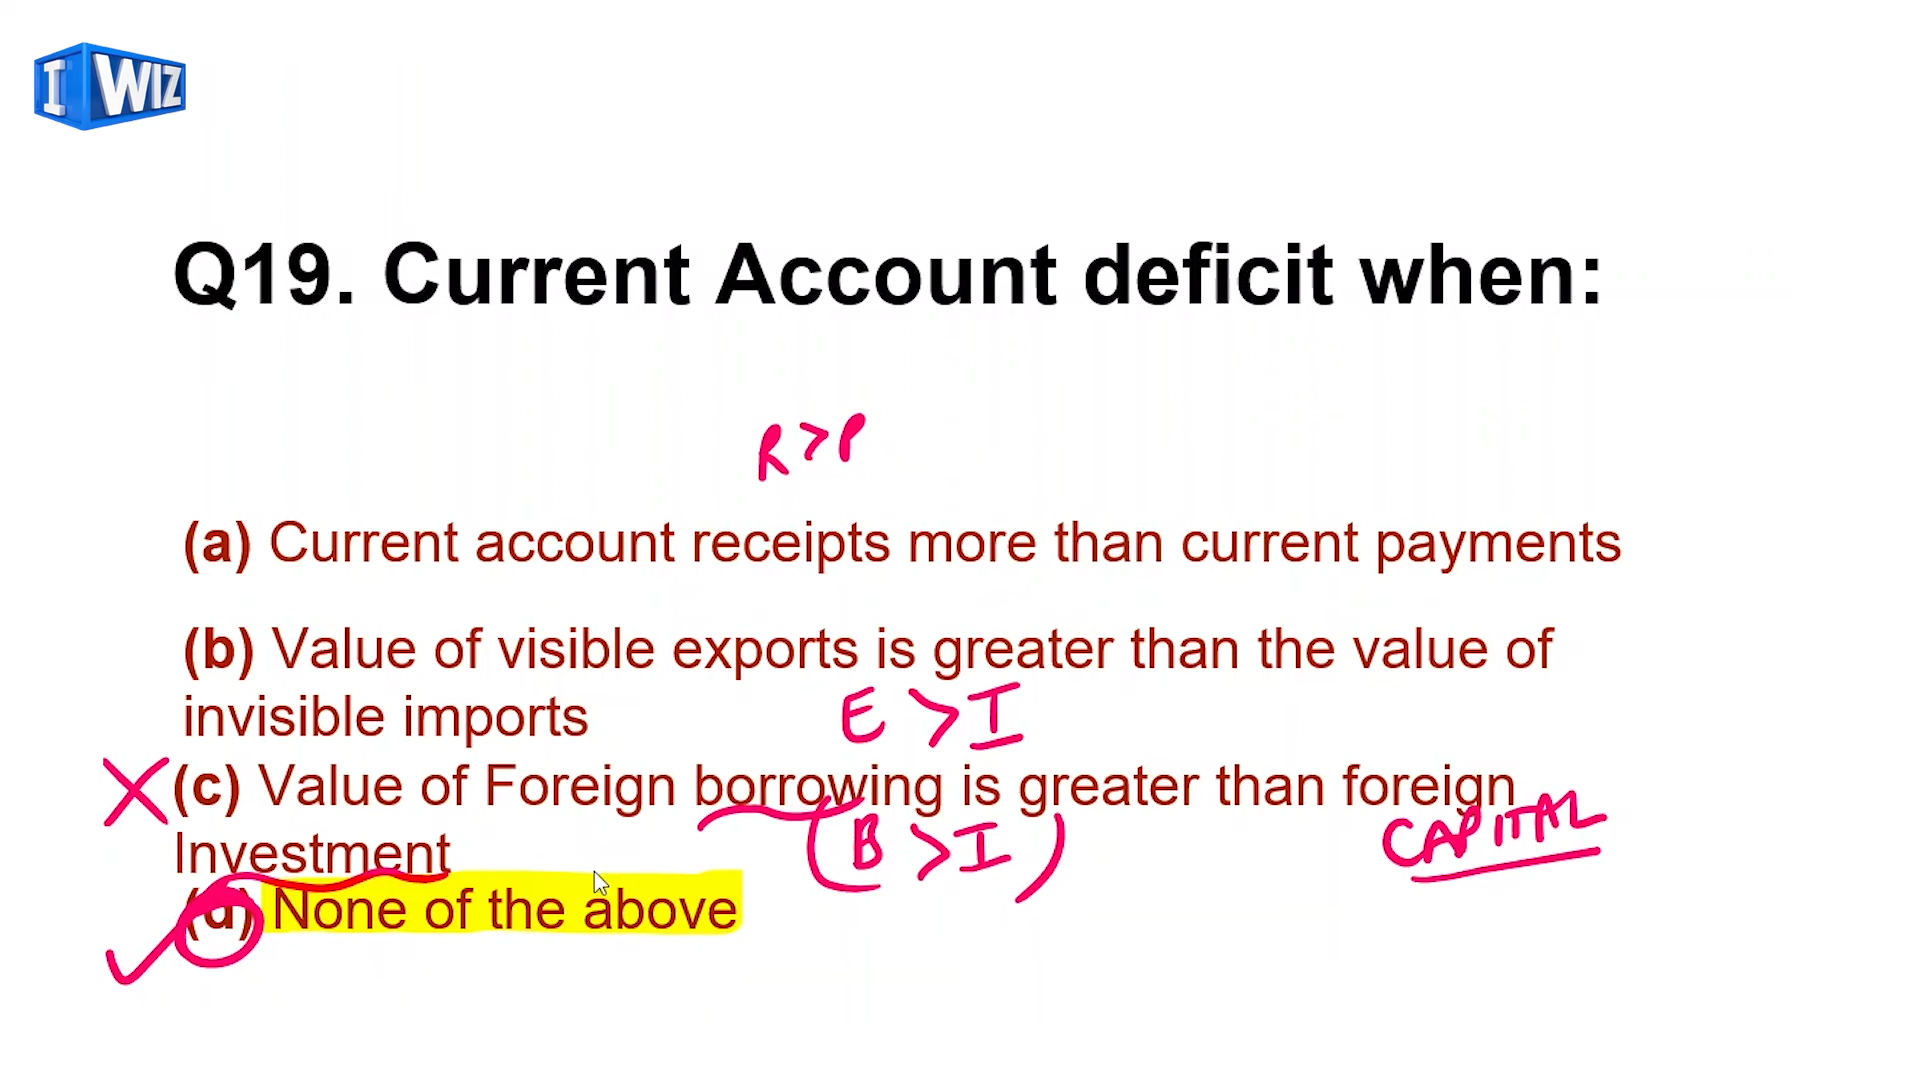 I WIZ
Q19. Current Account deficit when:
R > P
(a) Current account receipts more than current payments
(b) Value of visible exports is greater than the value of
invisible imports
E > I
(c) Value of Foreign borrowing is greater than foreign
Investment
(B > I)
CAPITAL
(d) None of the above